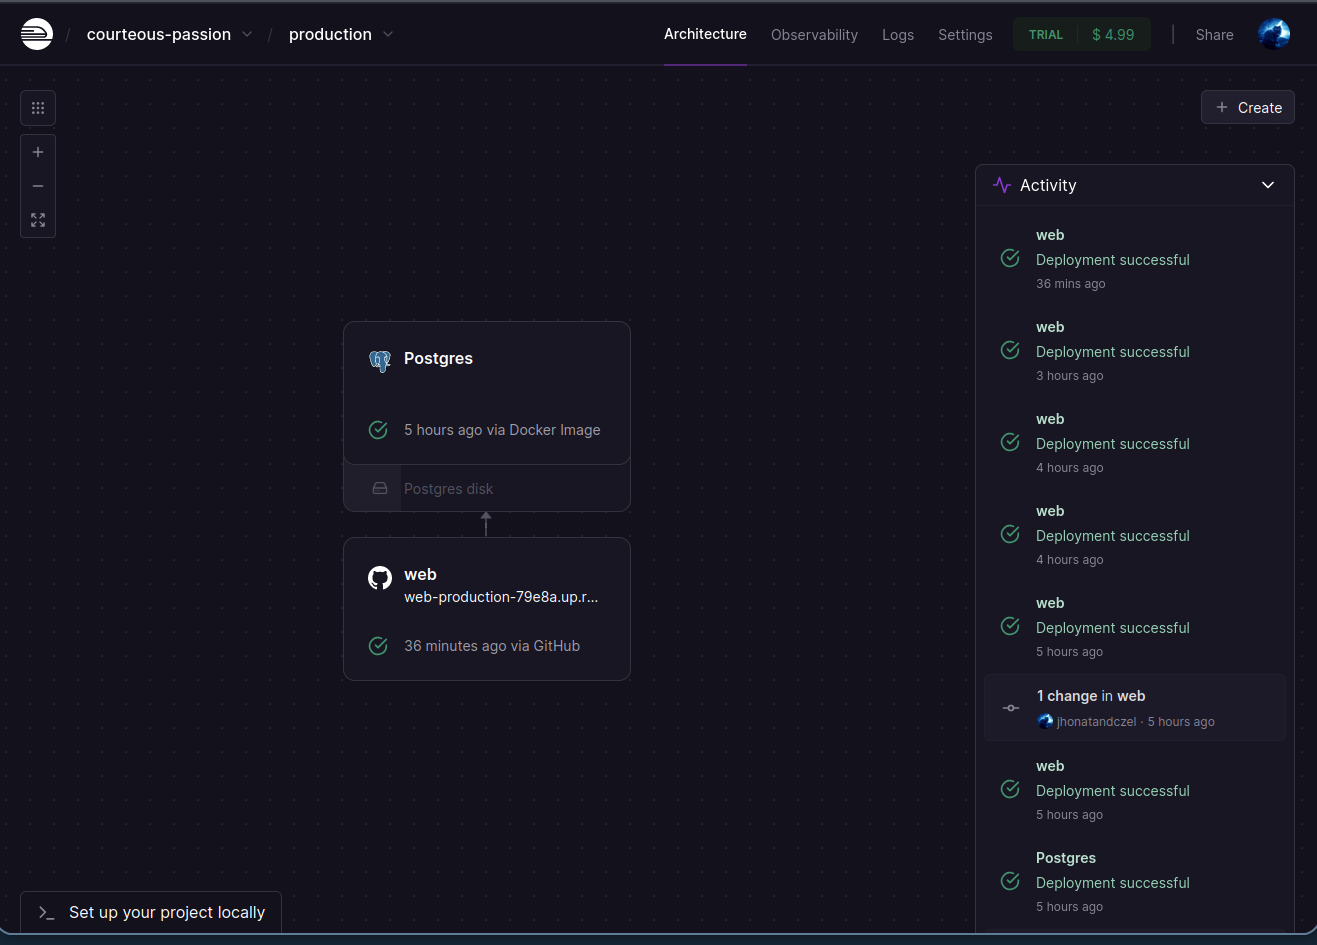 / courteous-passion / production
Architecture Observability Logs Settings TRIAL $ 4.99 Share
Create
Activity
web
Deployment successful
36 mins ago
web
Deployment successful
3 hours ago
web
Deployment successful
4 hours ago
web
Deployment successful
4 hours ago
web
Deployment successful
5 hours ago
1 change in web
jhonatandczel · 5 hours ago
web
Deployment successful
5 hours ago
Postgres
Deployment successful
5 hours ago
Postgres
5 hours ago via Docker Image
Postgres disk
web
web-production-79e8a.up.r...
36 minutes ago via GitHub
Set up your project locally